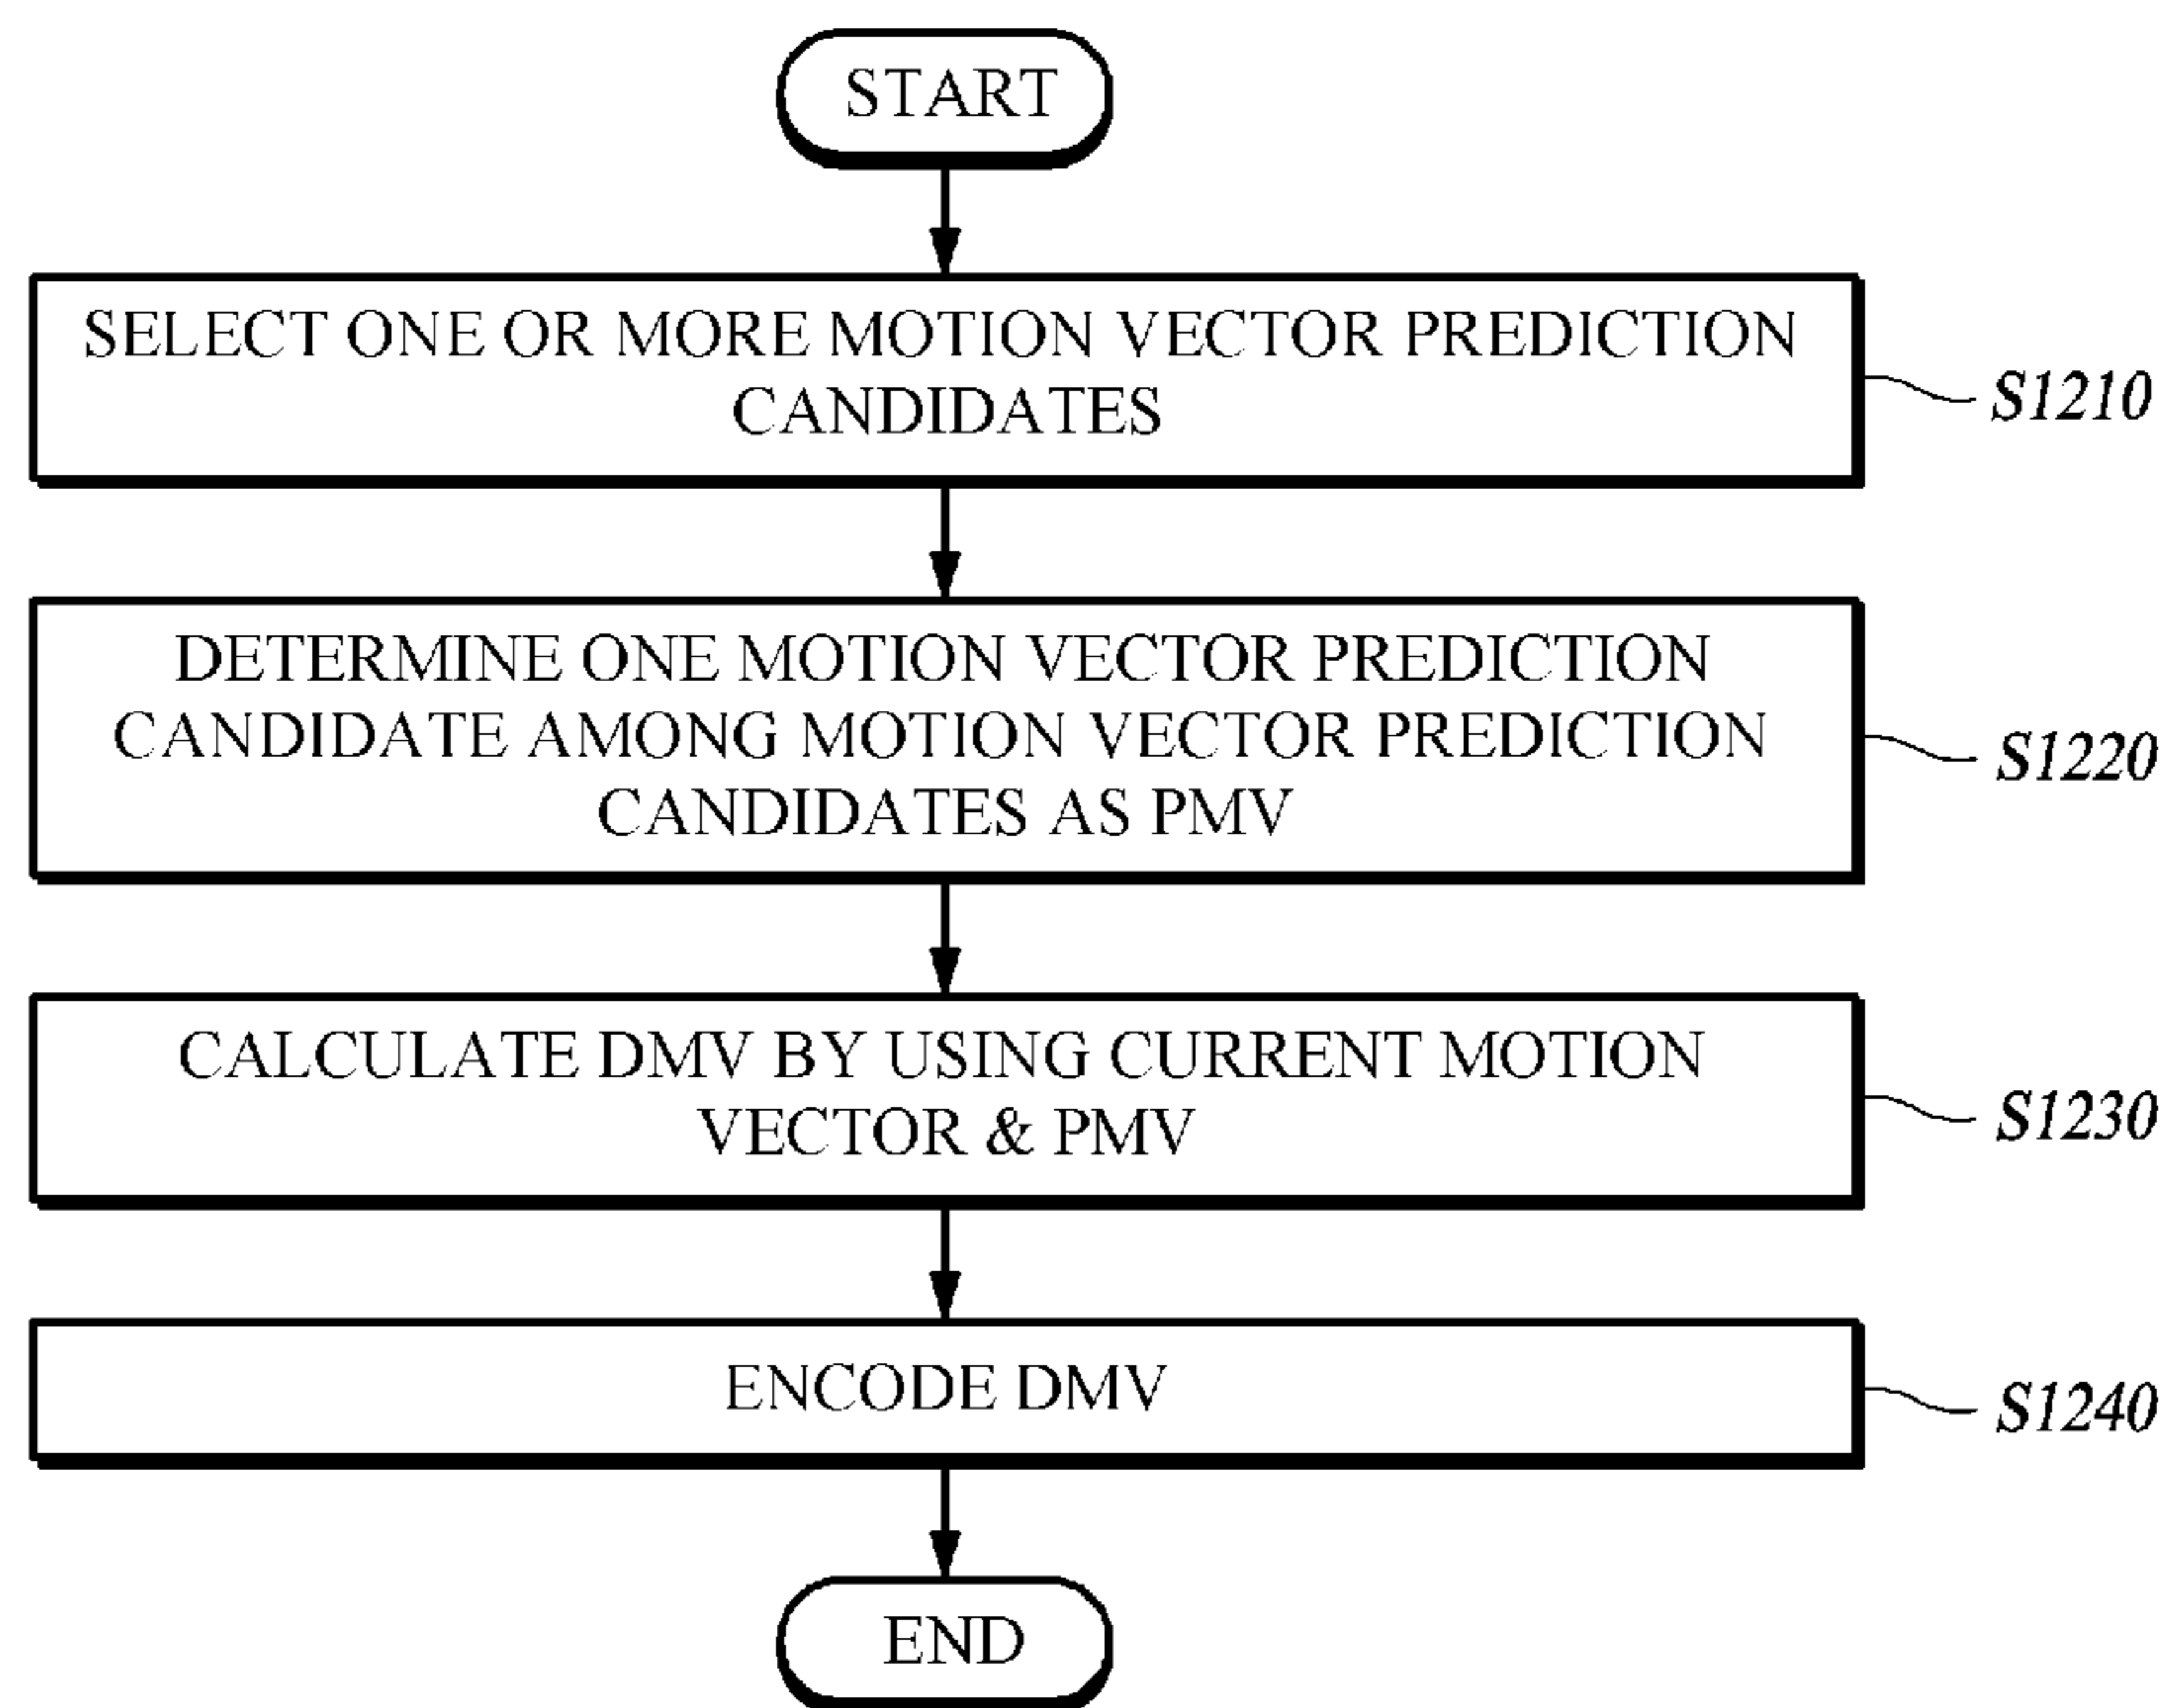 START
SELECT ONE OR MORE MOTION VECTOR PREDICTION
CANDIDATES
S1210
DETERMINE ONE MOTION VECTOR PREDICTION
CANDIDATE AMONG MOTION VECTOR PREDICTION
CANDIDATES AS PMV
S1220
CALCULATE DMV BY USING CURRENT MOTION
VECTOR & PMV
S1230
ENCODE DMV
S1240
END